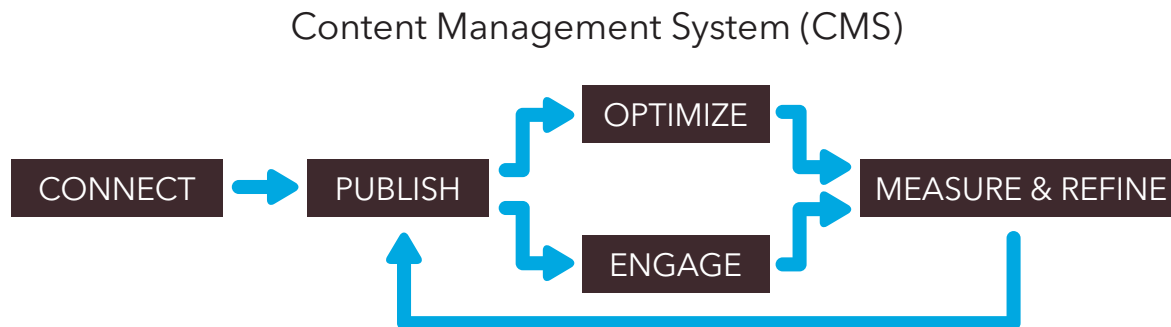 Content Management System (CMS)
OPTIMIZE
CONNECT
PUBLISH
MEASURE & REFINE
ENGAGE